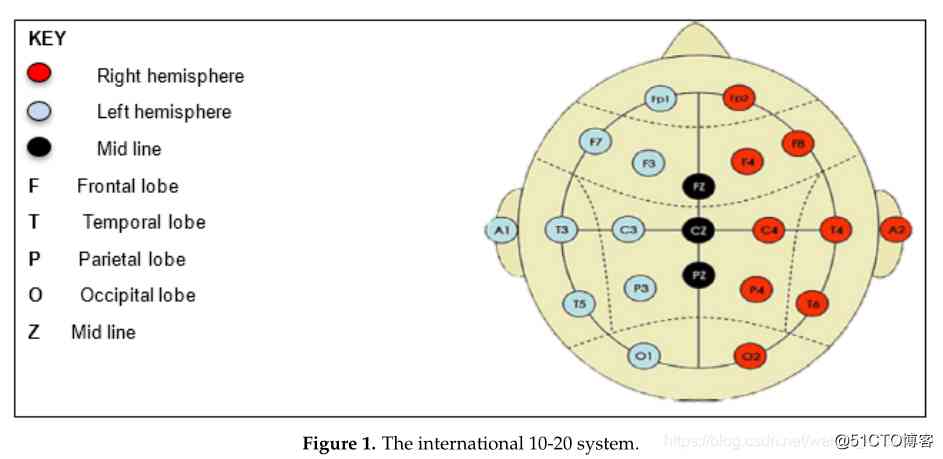 KEY
Right hemisphere
Left hemisphere
Mid line
F Frontal lobe
T Temporal lobe
P Parietal lobe
O Occipital lobe
Z Mid line
Fp1 Fp2
F7 F3 F4 F8
FZ
A1 T3 C3 CZ C4 T4 A2
PZ
T5 P3 P4 T6
O1 O2
Figure 1. The international 10-20 system.
https://blog.csdn.net/wa
@51CTO博客